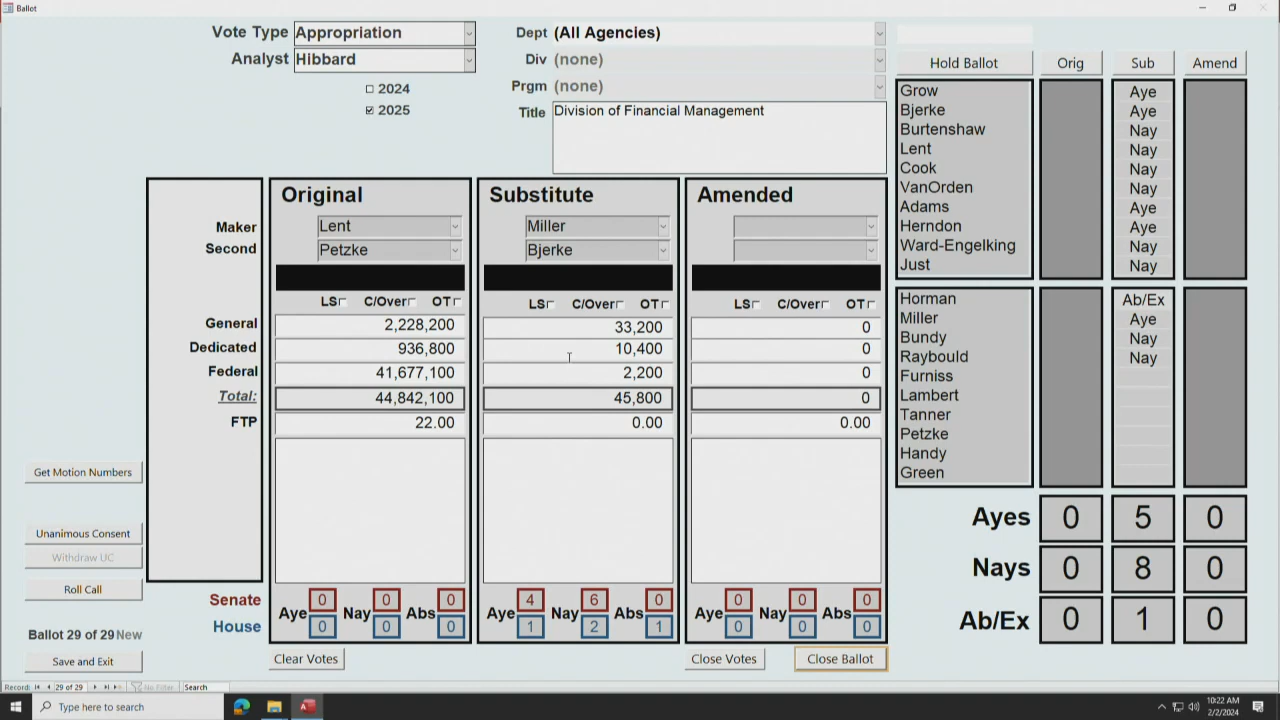 Ballot
Vote Type Appropriation
Analyst Hibbard
2024
2025
Dept (All Agencies)
Div (none)
Prgm (none)
Title Division of Financial Management
Hold Ballot Orig Sub Amend
Grow Aye
Bjerke Aye
Burtenshaw Nay
Lent Nay
Cook Nay
VanOrden Nay
Adams Aye
Herndon Aye
Ward-Engelking Nay
Just Nay
Horman Ab/Ex
Miller Aye
Bundy Nay
Raybould Nay
Furniss
Lambert
Tanner
Petzke
Handy
Green
Original Substitute Amended
Maker Lent Miller
Second Petzke Bjerke
LS C/Over OT LS C/Over OT LS C/Over OT
General 2,228,200 33,200 0
Dedicated 936,800 10,400 0
Federal 41,677,100 2,200 0
Total: 44,842,100 45,800 0
FTP 22.00 0.00 0.00
Get Motion Numbers
Unanimous Consent
Withdraw UC
Roll Call
Ballot 29 of 29 New
Save and Exit
Senate Aye 0 Nay 0 Abs 0 Aye 4 Nay 6 Abs 0 Aye 0 Nay 0 Abs 0
House 0 0 0 1 2 1 0 0 0
Clear Votes Close Votes Close Ballot
Ayes 0 5 0
Nays 0 8 0
Ab/Ex 0 1 0
Record: 29 of 29 No Filter Search
Type here to search
10:22 AM
2/2/2024